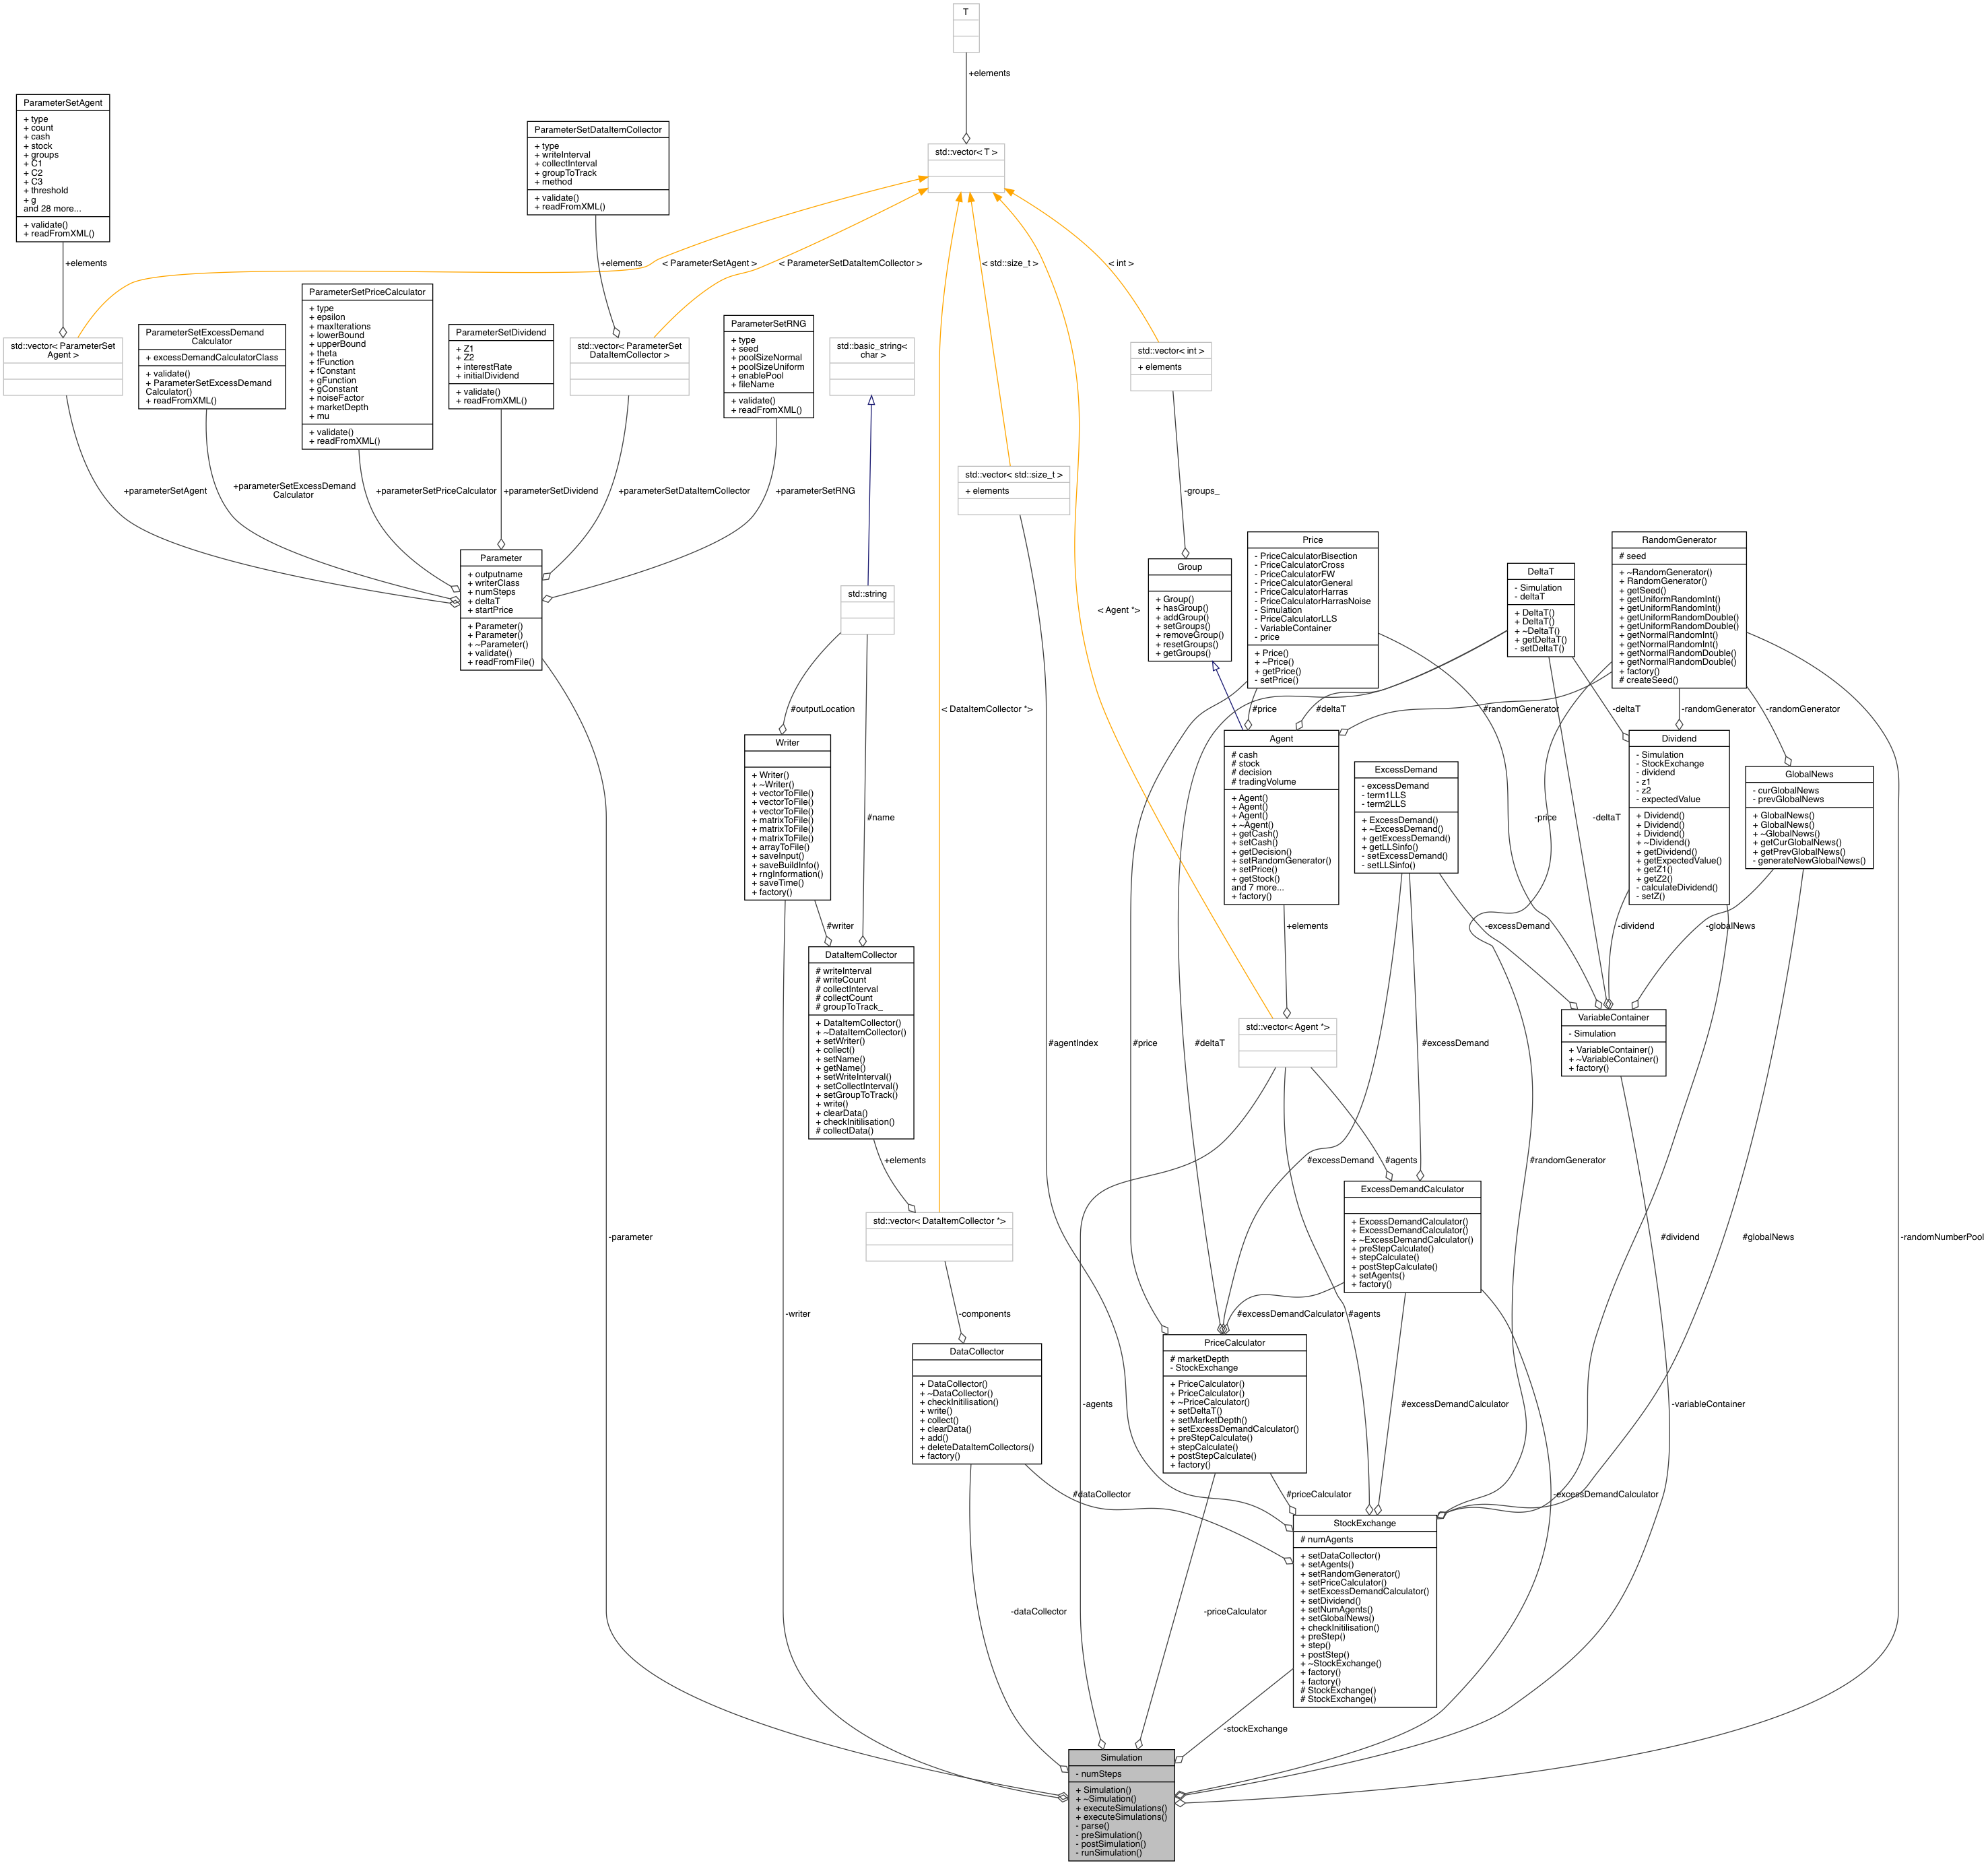 T
+elements
ParameterSetAgent
+ type
+ count
+ cash
+ stock
+ groups
+ C1
+ C2
+ C3
+ threshold
+ g
and 28 more...
+ validate()
+ readFromXML()
ParameterSetDataItemCollector
+ type
+ writeInterval
+ collectInterval
+ groupToTrack
+ method
+ validate()
+ readFromXML()
std::vector< T >
+elements
+elements
< ParameterSetAgent >
< ParameterSetDataItemCollector >
< std::size_t >
< int >
std::vector< ParameterSet
Agent >
ParameterSetExcessDemand
Calculator
+ excessDemandCalculatorClass
+ validate()
+ ParameterSetExcessDemand
Calculator()
+ readFromXML()
ParameterSetPriceCalculator
+ type
+ epsilon
+ maxIterations
+ lowerBound
+ upperBound
+ theta
+ fFunction
+ fConstant
+ gFunction
+ gConstant
+ noiseFactor
+ marketDepth
+ mu
+ validate()
+ readFromXML()
ParameterSetDividend
+ Z1
+ Z2
+ interestRate
+ initialDividend
+ validate()
+ readFromXML()
std::vector< ParameterSet
DataItemCollector >
ParameterSetRNG
+ type
+ seed
+ poolSizeNormal
+ poolSizeUniform
+ enablePool
+ fileName
+ validate()
+ readFromXML()
std::basic_string<
char >
std::vector< int >
+ elements
+parameterSetAgent
+parameterSetExcessDemand
Calculator
+parameterSetPriceCalculator
+parameterSetDividend
+parameterSetDataItemCollector
+parameterSetRNG
std::vector< std::size_t >
+ elements
-groups_
Parameter
+ outputname
+ writerClass
+ numSteps
+ deltaT
+ startPrice
+ Parameter()
+ Parameter()
+ ~Parameter()
+ validate()
+ readFromFile()
std::string
< Agent *>
Group
+ Group()
+ hasGroup()
+ addGroup()
+ setGroups()
+ removeGroup()
+ resetGroups()
+ getGroups()
Price
- PriceCalculatorBisection
- PriceCalculatorCross
- PriceCalculatorFW
- PriceCalculatorGeneral
- PriceCalculatorHarras
- PriceCalculatorHarrasNoise
- Simulation
- PriceCalculatorLLS
- VariableContainer
- price
+ Price()
+ ~Price()
+ getPrice()
- setPrice()
DeltaT
- Simulation
- deltaT
+ DeltaT()
+ DeltaT()
+ ~DeltaT()
+ getDeltaT()
- setDeltaT()
RandomGenerator
# seed
+ ~RandomGenerator()
+ RandomGenerator()
+ getSeed()
+ getUniformRandomInt()
+ getUniformRandomInt()
+ getUniformRandomDouble()
+ getUniformRandomDouble()
+ getNormalRandomInt()
+ getNormalRandomInt()
+ getNormalRandomDouble()
+ getNormalRandomDouble()
+ factory()
# createSeed()
#outputLocation
< DataItemCollector *>
#price
#deltaT
#randomGenerator
-deltaT
-randomGenerator
-randomGenerator
Writer
+ Writer()
+ ~Writer()
+ vectorToFile()
+ vectorToFile()
+ vectorToFile()
+ matrixToFile()
+ matrixToFile()
+ matrixToFile()
+ arrayToFile()
+ saveInput()
+ saveBuildInfo()
+ rngInformation()
+ saveTime()
+ factory()
#name
Agent
# cash
# stock
# decision
# tradingVolume
+ Agent()
+ Agent()
+ Agent()
+ ~Agent()
+ getCash()
+ setCash()
+ getDecision()
+ setRandomGenerator()
+ setPrice()
+ getStock()
and 7 more...
+ factory()
ExcessDemand
- excessDemand
- term1LLS
- term2LLS
+ ExcessDemand()
+ ~ExcessDemand()
+ getExcessDemand()
+ getLLSinfo()
- setExcessDemand()
- setLLSinfo()
-price
-deltaT
Dividend
- Simulation
- StockExchange
- dividend
- z1
- z2
- expectedValue
+ Dividend()
+ Dividend()
+ Dividend()
+ ~Dividend()
+ getDividend()
+ getExpectedValue()
+ getZ1()
+ getZ2()
- calculateDividend()
- setZ()
GlobalNews
- curGlobalNews
- prevGlobalNews
+ GlobalNews()
+ GlobalNews()
+ ~GlobalNews()
+ getCurGlobalNews()
+ getPrevGlobalNews()
- generateNewGlobalNews()
#writer
+elements
-excessDemand
-dividend
-globalNews
DataItemCollector
# writeInterval
# writeCount
# collectInterval
# collectCount
# groupToTrack_
+ DataItemCollector()
+ ~DataItemCollector()
+ setWriter()
+ collect()
+ setName()
+ getName()
+ setWriteInterval()
+ setCollectInterval()
+ setGroupToTrack()
+ write()
+ clearData()
+ checkInitilisation()
# collectData()
std::vector< Agent *>
VariableContainer
- Simulation
+ VariableContainer()
+ ~VariableContainer()
+ factory()
#agentIndex
#price
#deltaT
#excessDemand
+elements
#excessDemand
#agents
#randomGenerator
ExcessDemandCalculator
+ ExcessDemandCalculator()
+ ExcessDemandCalculator()
+ ~ExcessDemandCalculator()
+ preStepCalculate()
+ stepCalculate()
+ postStepCalculate()
+ setAgents()
+ factory()
std::vector< DataItemCollector *>
-parameter
#dividend
#globalNews
-randomNumberPool
-writer
-components
#excessDemandCalculator
#agents
DataCollector
+ DataCollector()
+ ~DataCollector()
+ checkInitilisation()
+ write()
+ collect()
+ clearData()
+ add()
+ deleteDataItemCollectors()
+ factory()
PriceCalculator
# marketDepth
- StockExchange
+ PriceCalculator()
+ PriceCalculator()
+ ~PriceCalculator()
+ setDeltaT()
+ setMarketDepth()
+ setExcessDemandCalculator()
+ preStepCalculate()
+ stepCalculate()
+ postStepCalculate()
+ factory()
-agents
#excessDemandCalculator
-variableContainer
#dataCollector
#priceCalculator
-excessDemandCalculator
StockExchange
# numAgents
+ setDataCollector()
+ setAgents()
+ setRandomGenerator()
+ setPriceCalculator()
+ setExcessDemandCalculator()
+ setDividend()
+ setNumAgents()
+ setGlobalNews()
+ checkInitilisation()
+ preStep()
+ step()
+ postStep()
+ ~StockExchange()
+ factory()
+ factory()
# StockExchange()
# StockExchange()
-dataCollector
-priceCalculator
-stockExchange
Simulation
- numSteps
+ Simulation()
+ ~Simulation()
+ executeSimulations()
+ executeSimulations()
- parse()
- preSimulation()
- postSimulation()
- runSimulation()